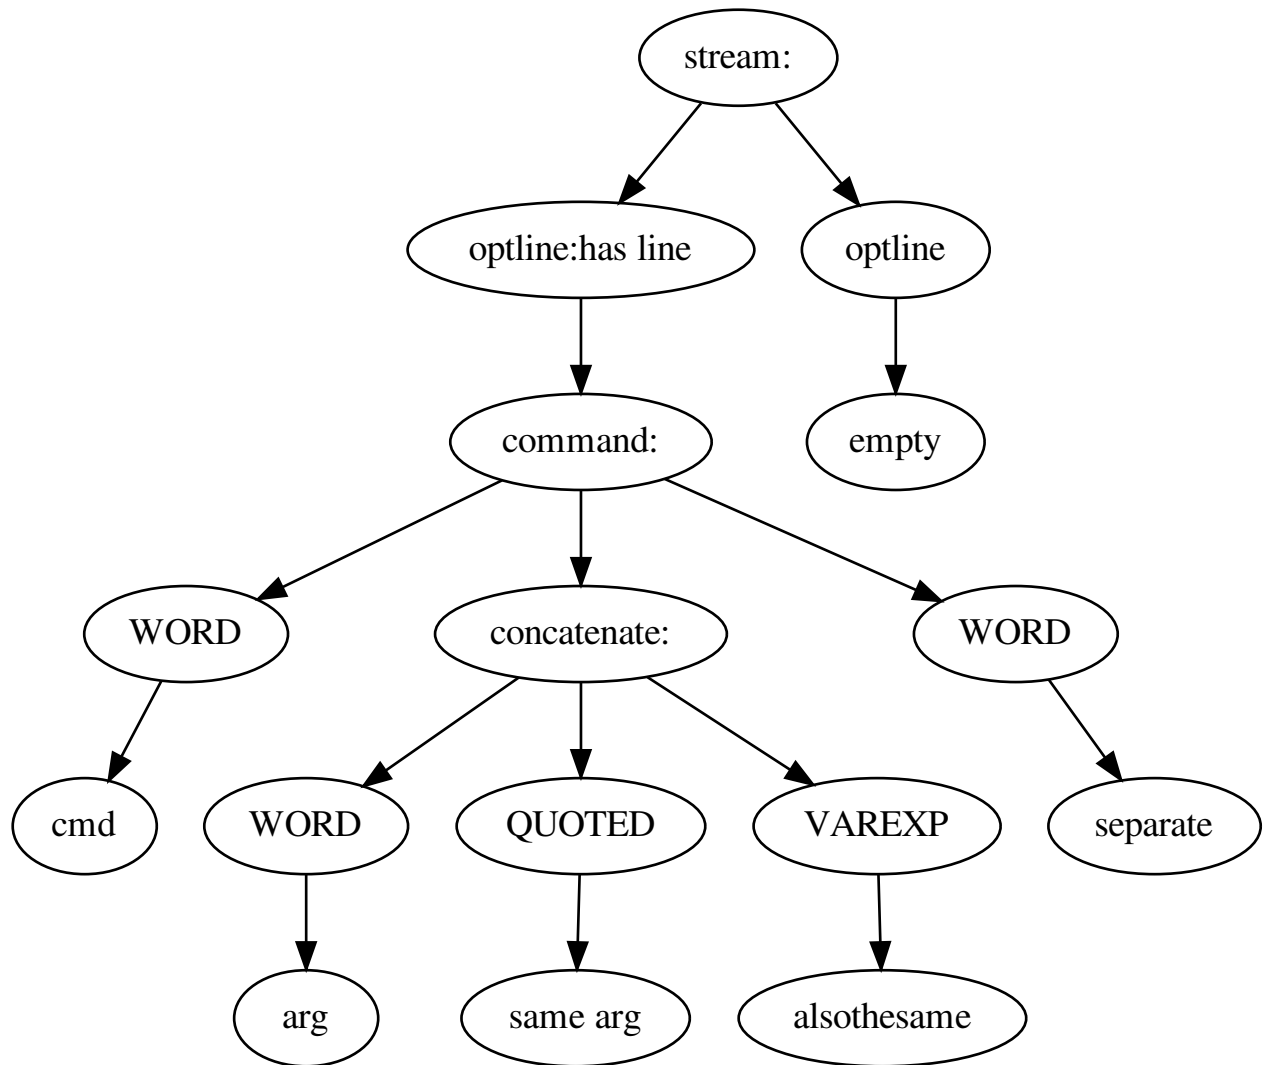 stream:
optline:has line
optline
command:
empty
WORD
concatenate:
WORD
cmd
WORD
QUOTED
VAREXP
separate
arg
same arg
alsothesame